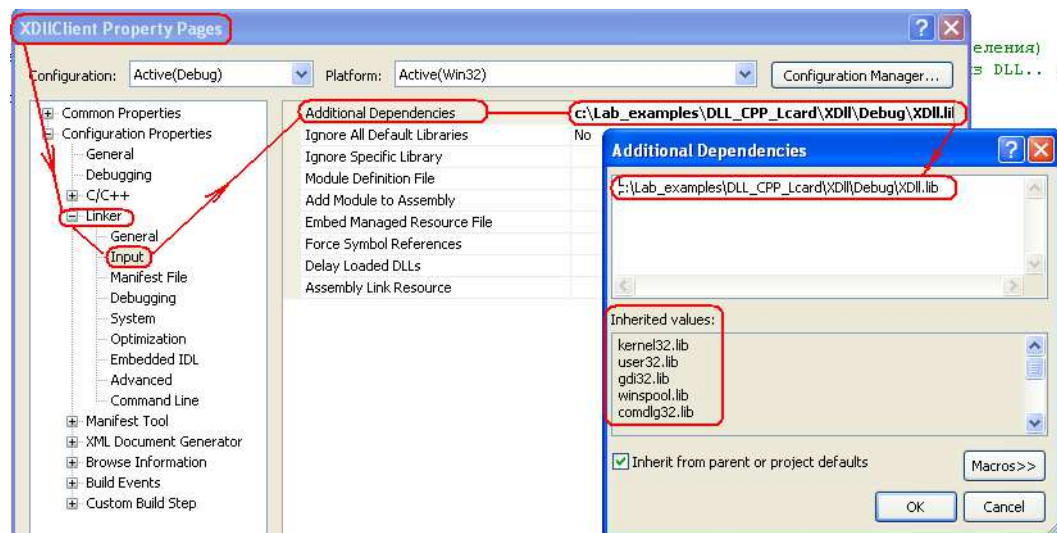 XDllClient Property Pages
еления)
з DLL..
Configuration: Active(Debug) Platform: Active(Win32) Configuration Manager...
Common Properties
Configuration Properties
General
Debugging
C/C++
Linker
General
Input
Manifest File
Debugging
System
Optimization
Embedded IDL
Advanced
Command Line
Manifest Tool
XML Document Generator
Browse Information
Build Events
Custom Build Step
Additional Dependencies c:\Lab_examples\DLL_CPP_Lcard\XDll\Debug\XDll.li
Ignore All Default Libraries No
Ignore Specific Library
Module Definition File
Add Module to Assembly
Embed Managed Resource File
Force Symbol References
Delay Loaded DLLs
Assembly Link Resource
Additional Dependencies
c:\Lab_examples\DLL_CPP_Lcard\XDll\Debug\XDll.lib
Inherited values:
kernel32.lib
user32.lib
gdi32.lib
winspool.lib
comdlg32.lib
Inherit from parent or project defaults
Macros>>
OK Cancel